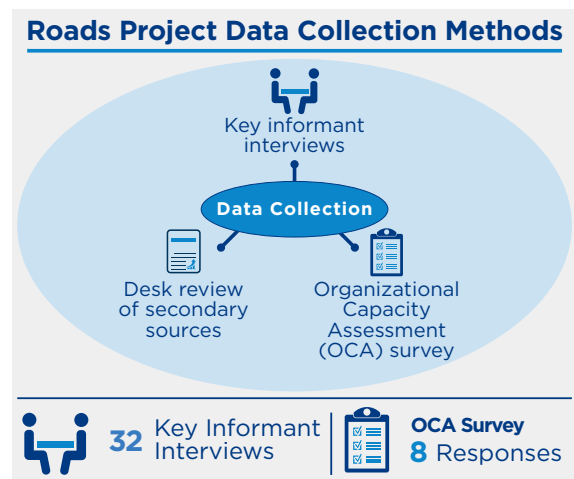 Roads Project Data Collection Methods
Key informant
interviews
Data Collection
Desk review
of secondary
sources
Organizational
Capacity
Assessment
(OCA) survey
32 Key Informant
Interviews
OCA Survey
8 Responses